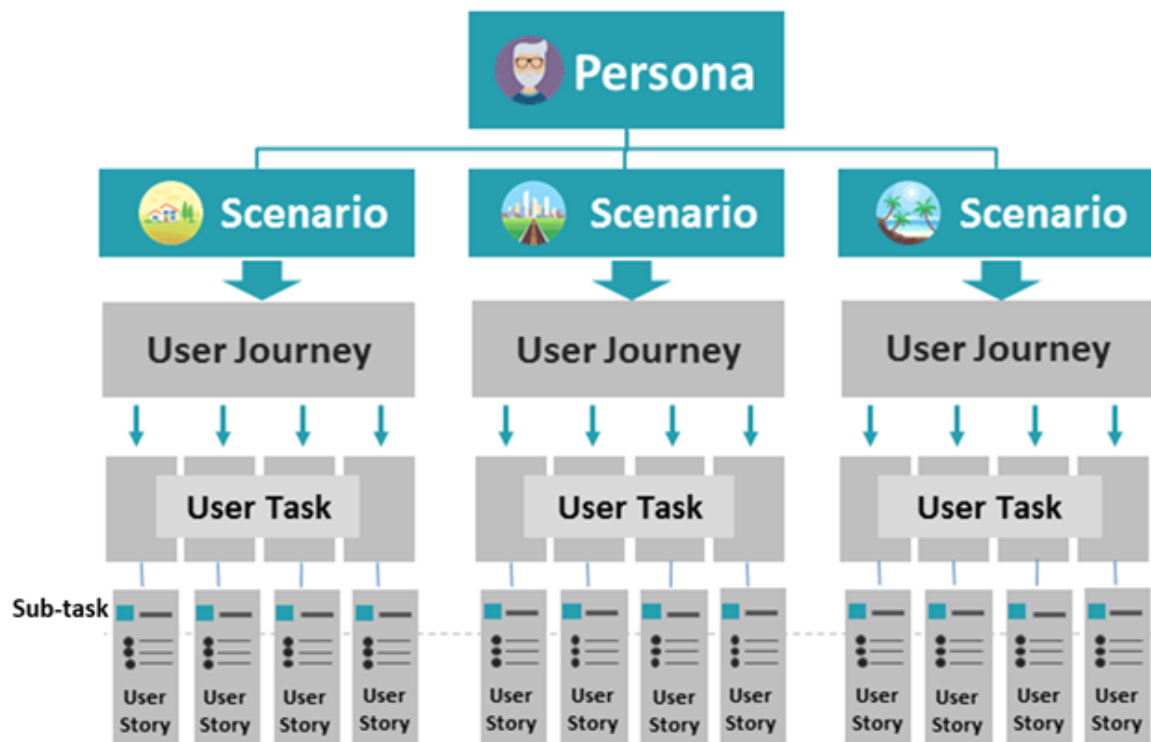 Persona
Scenario Scenario Scenario
User Journey User Journey User Journey
User Task User Task User Task
Sub-task
User User User User User User User User User User User User
Story Story Story Story Story Story Story Story Story Story Story Story